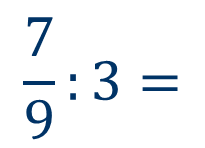 7/9 : 3 =